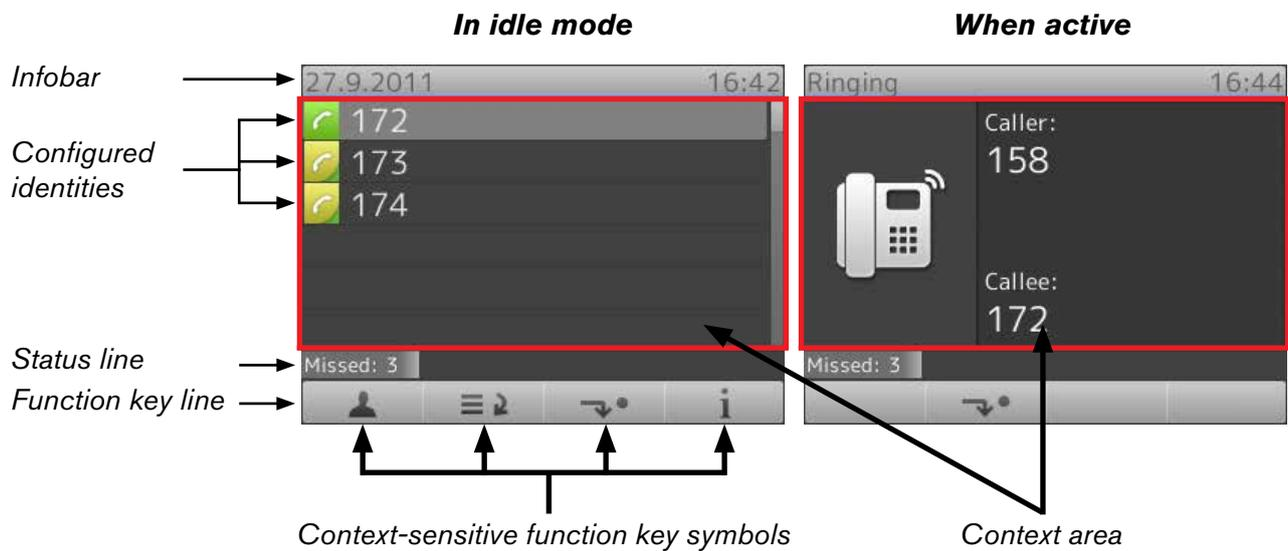 In idle mode
When active
Infobar
27.9.2011 16:42
Ringing 16:44
Configured
identities
172
173
174
Caller:
158
Callee:
172
Status line
Missed: 3
Missed: 3
Function key line
i
Context-sensitive function key symbols
Context area